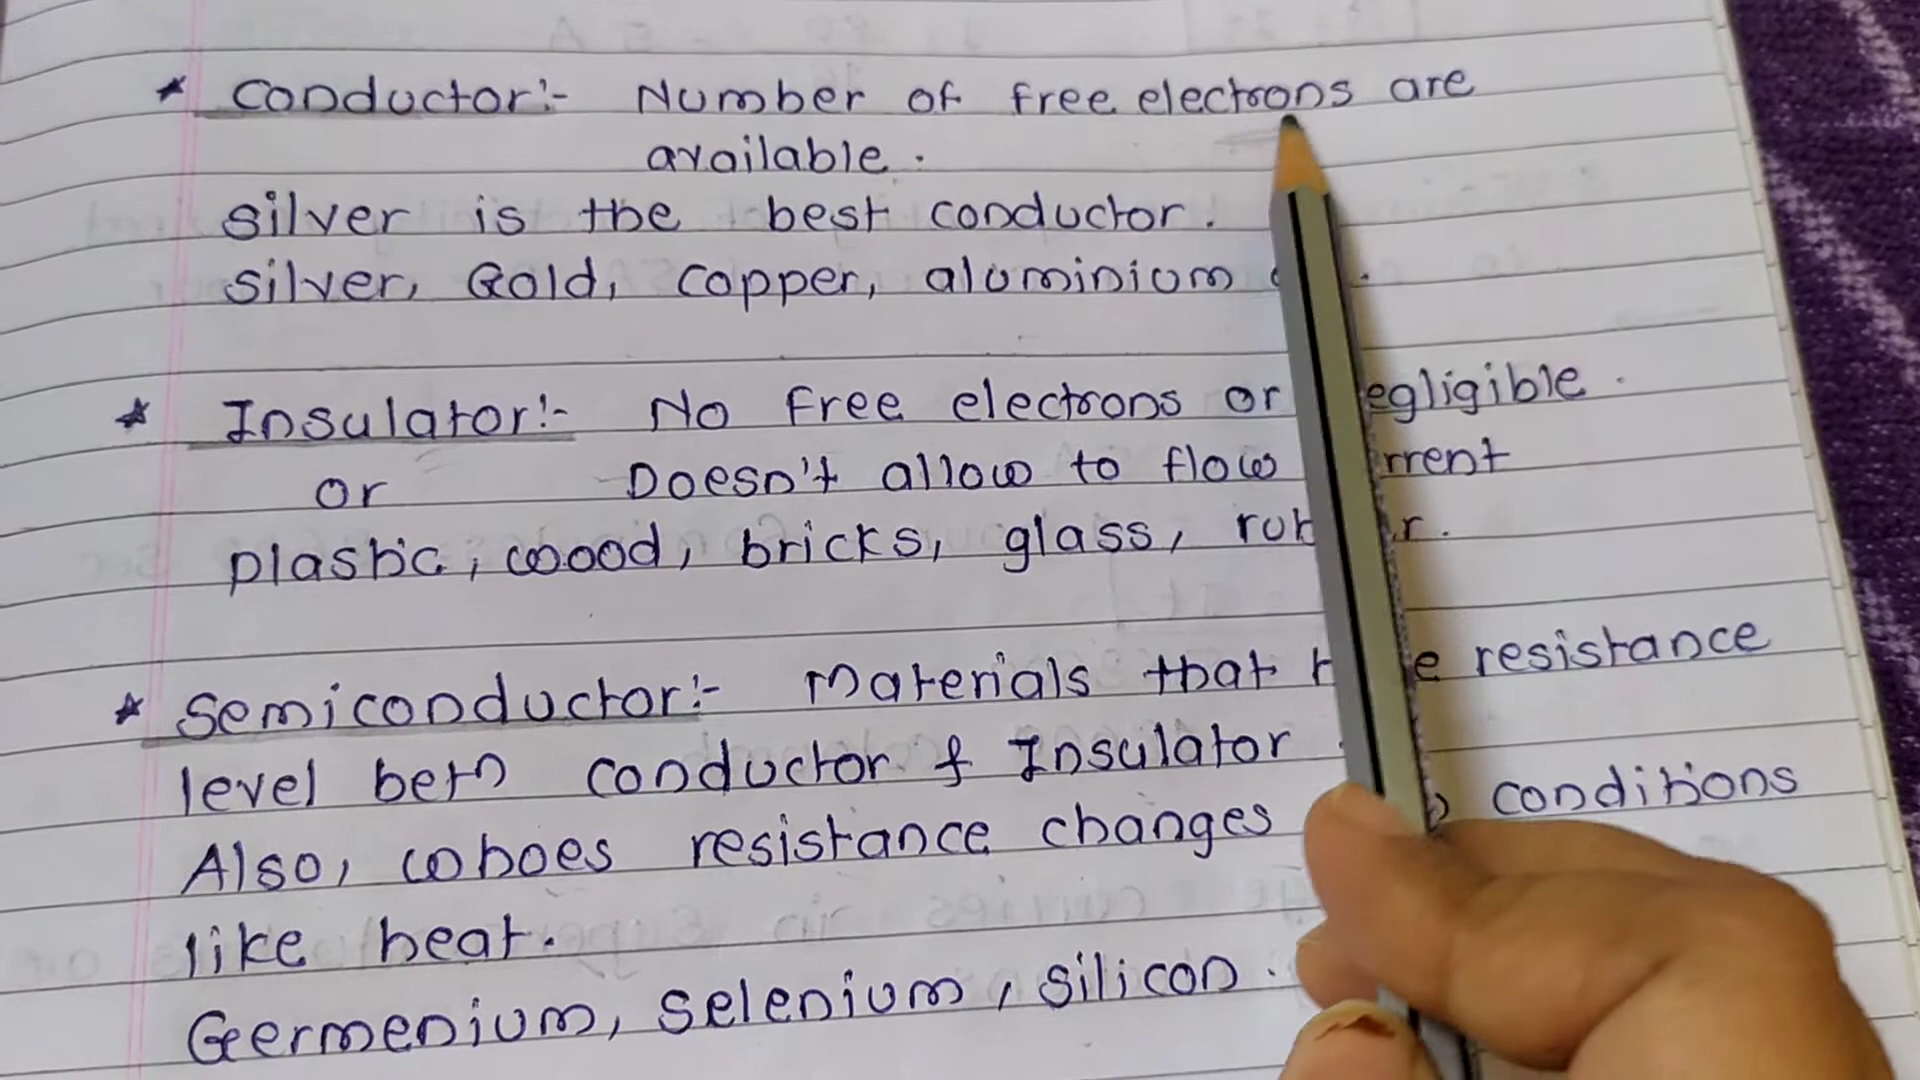 * Conductor:- Number of free electrons are
available.
silver is the best conductor.
silver, Gold, copper, aluminium
* Insulator:- No free electrons or
or Doesn't allow to flow
plastic, wood, bricks, glass,
* Semiconductor:- Materials that resistance
level betn conductor & Insulator
Also, whoes resistance changes conditions
like heat.
Germenium, selenium, silicon.